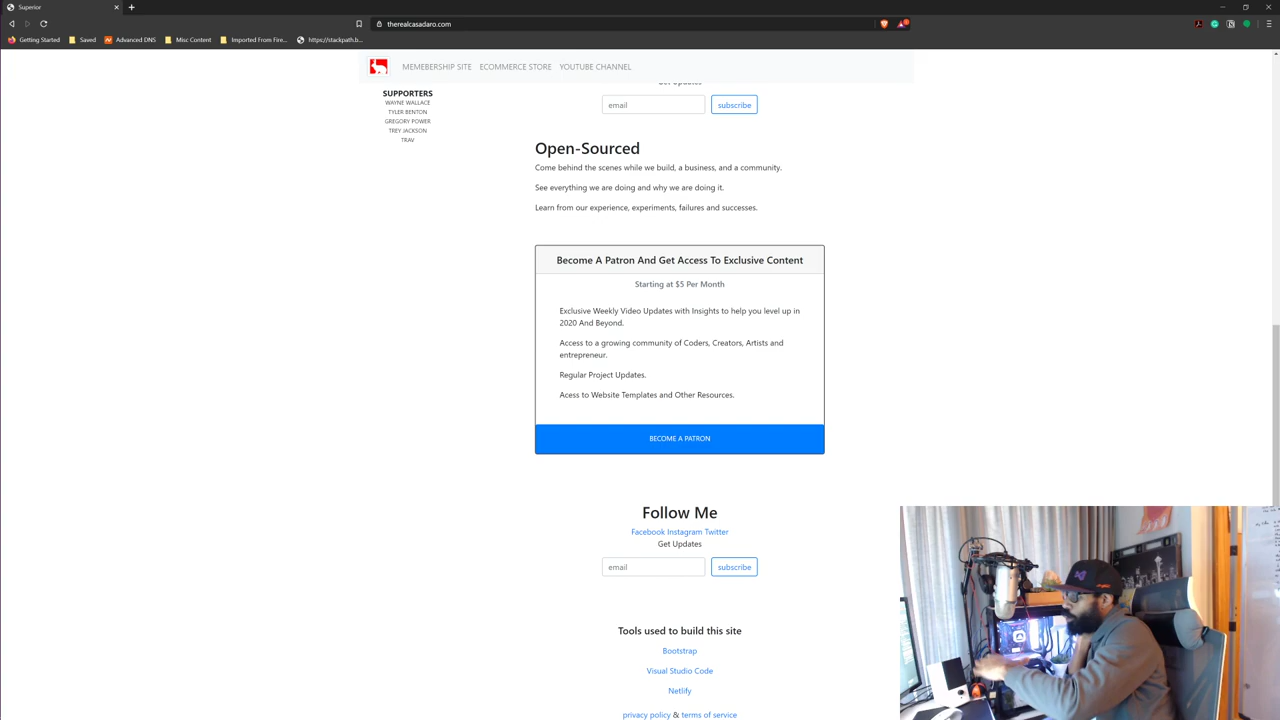 Superior
therealcasadaro.com
Getting Started
Saved
Advanced DNS
Misc Content
Imported From Fire...
https://stackpath.b...
MEMEBERSHIP SITE
ECOMMERCE STORE
YOUTUBE CHANNEL
SUPPORTERS
WAYNE WALLACE
TYLER BENTON
GREGORY POWER
TREY JACKSON
TRAV
Get Updates
email
subscribe
Open-Sourced
Come behind the scenes while we build, a business, and a community.
See everything we are doing and why we are doing it.
Learn from our experience, experiments, failures and successes.
Become A Patron And Get Access To Exclusive Content
Starting at $5 Per Month
Exclusive Weekly Video Updates with Insights to help you level up in
2020 And Beyond.
Access to a growing community of Coders, Creators, Artists and
entrepreneur.
Regular Project Updates.
Acess to Website Templates and Other Resources.
BECOME A PATRON
Follow Me
Facebook Instagram Twitter
Get Updates
email
subscribe
Tools used to build this site
Bootstrap
Visual Studio Code
Netlify
privacy policy & terms of service